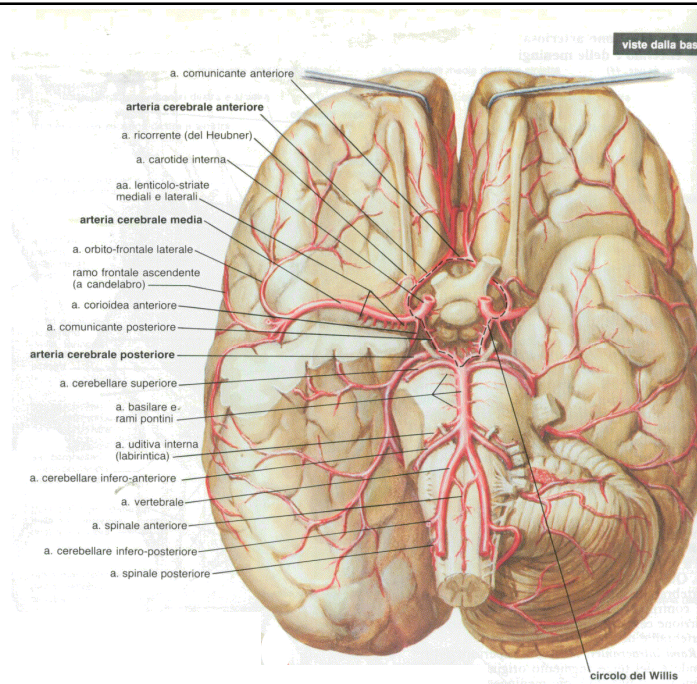 viste dalla bas
a. comunicante anteriore
arteria cerebrale anteriore
a. ricorrente (del Heubner)
a. carotide interna
aa. lenticolo-striate
mediali e laterali
arteria cerebrale media
a. orbito-frontale laterale
ramo frontale ascendente
(a candelabro)
a. corioidea anteriore
a. comunicante posteriore
arteria cerebrale posteriore
a. cerebellare superiore
a. basilare e
rami pontini
a. uditiva interna
(labirintica)
a. cerebellare infero-anteriore
a. vertebrale
a. spinale anteriore
a. cerebellare infero-posteriore
a. spinale posteriore
circolo del Willis